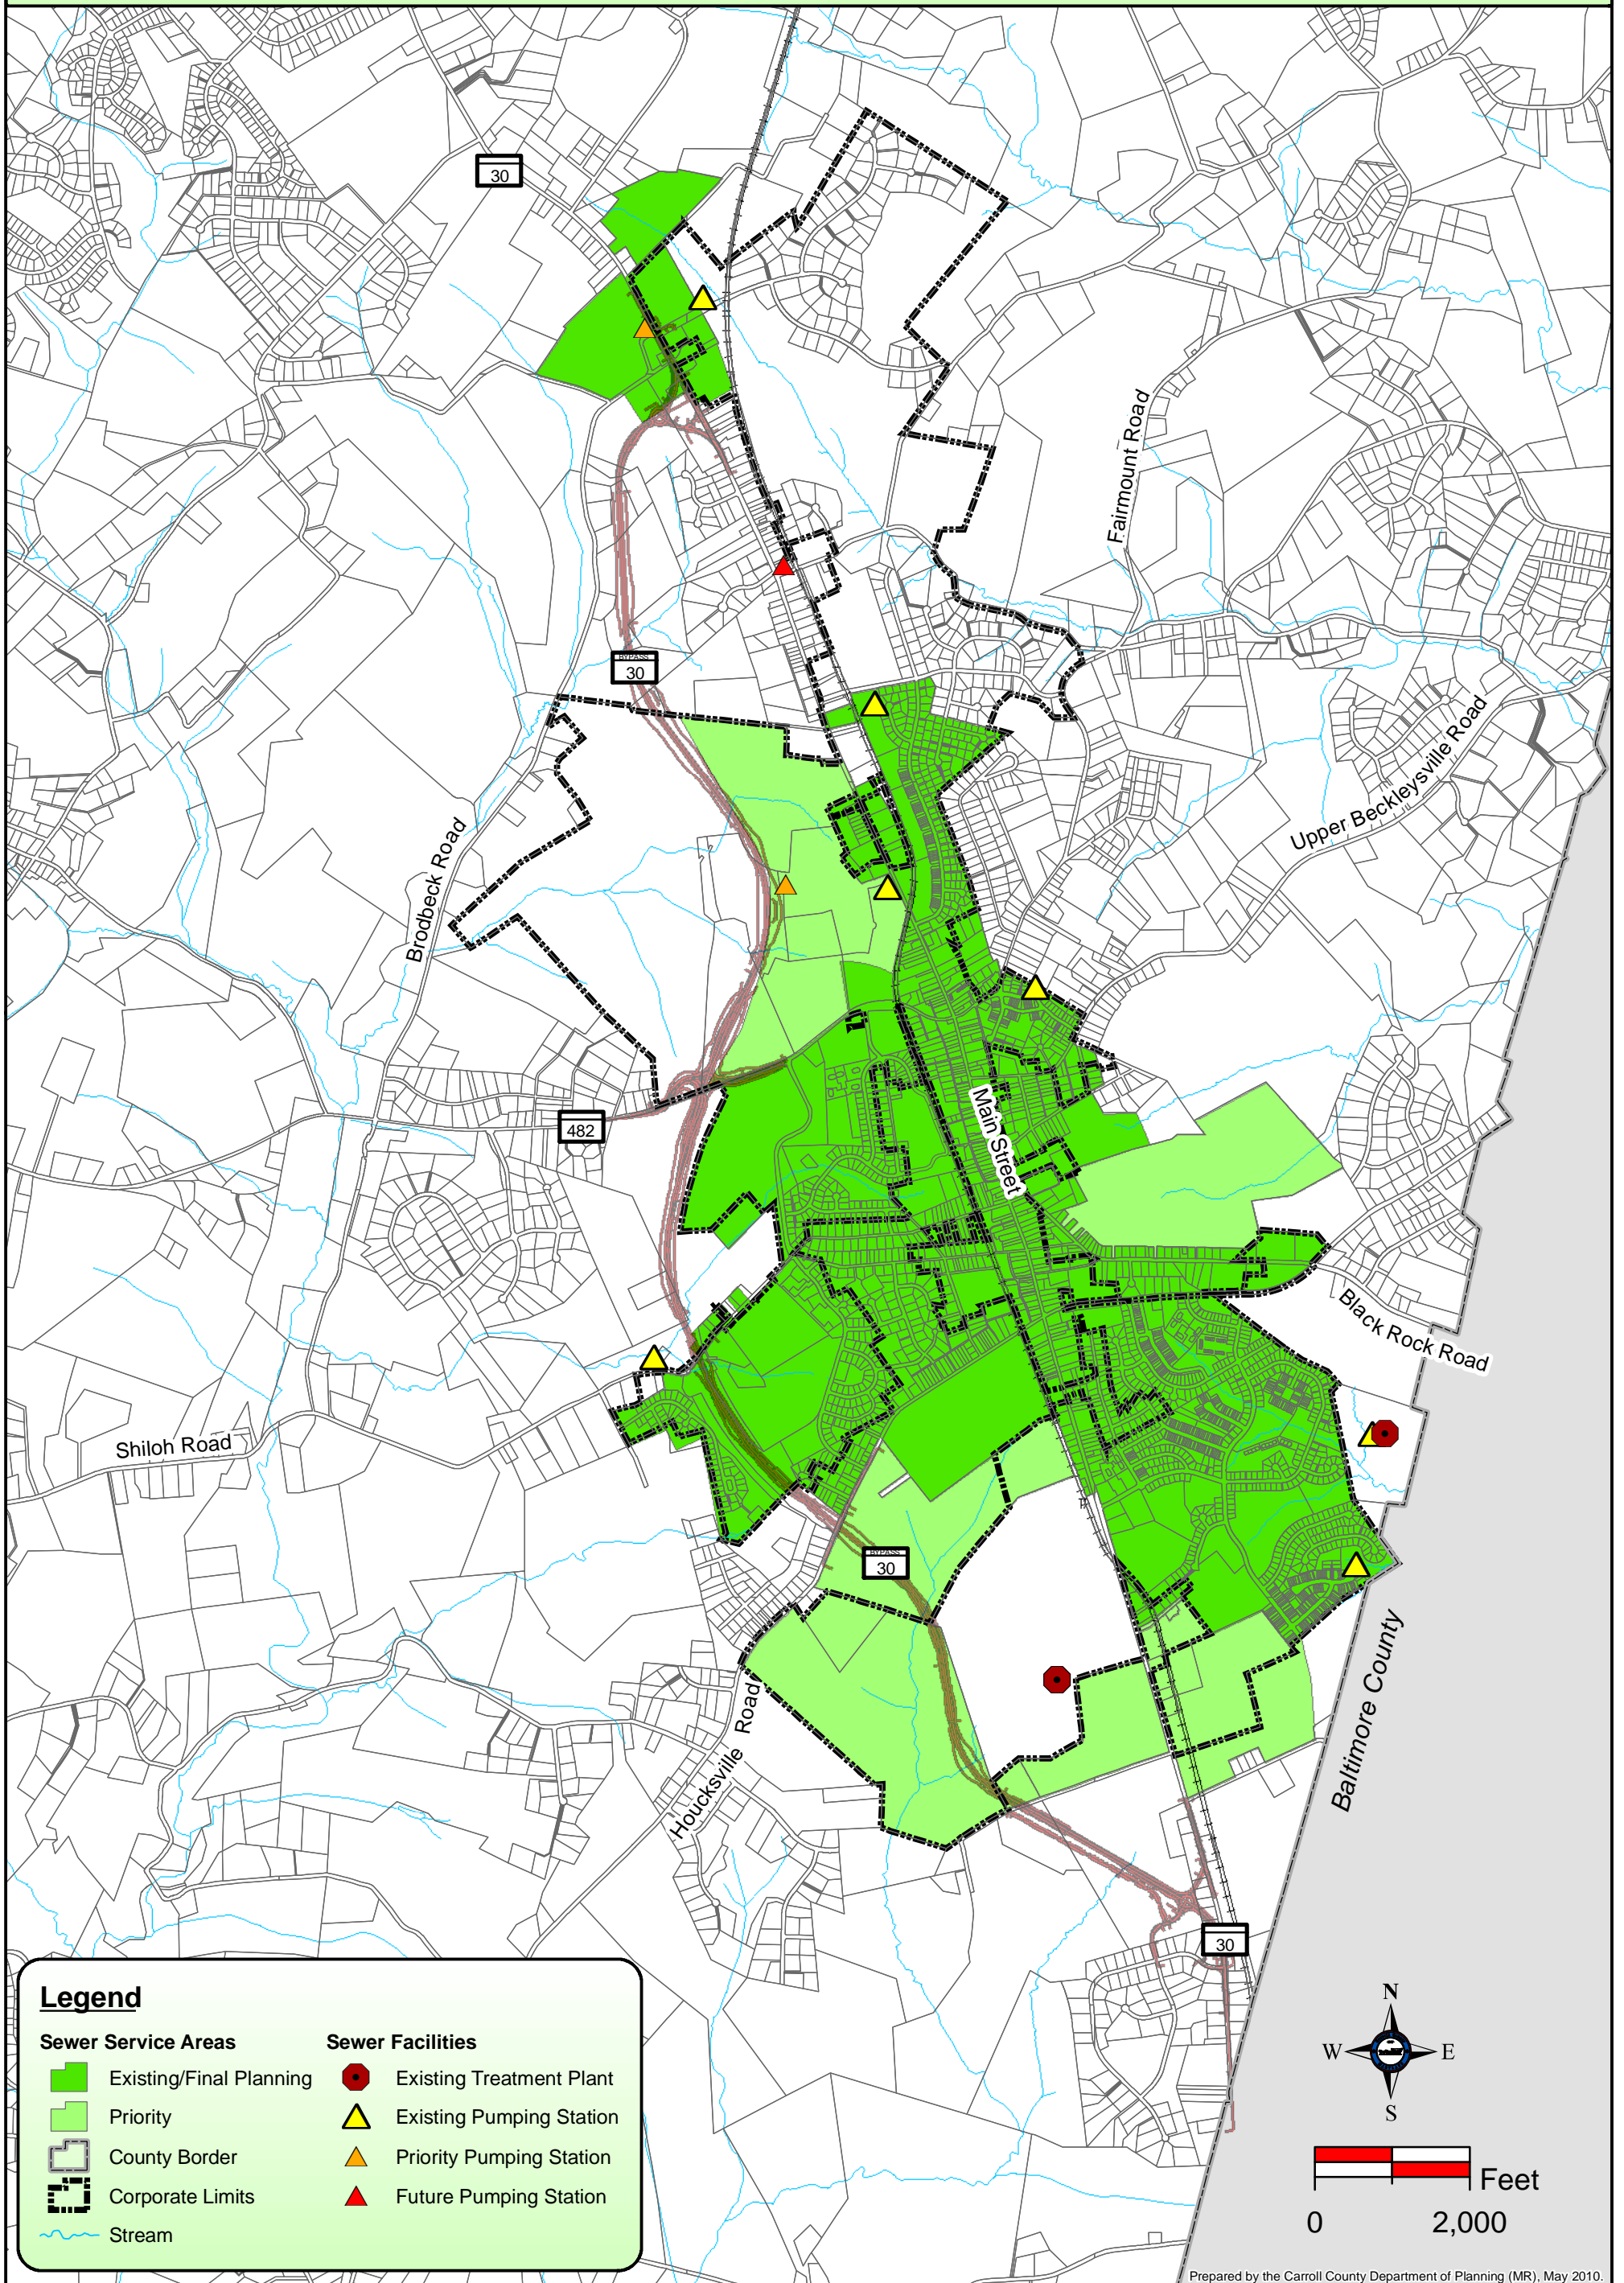 30
Fairmount Road
BYPASS
30
Upper Beckleysville Road
Brodbeck Road
Main Street
482
Black Rock Road
Shiloh Road
BYPASS
30
Houcksville Road
Baltimore County
30
Legend
Sewer Service Areas
Existing/Final Planning
Priority
County Border
Corporate Limits
Stream
Sewer Facilities
Existing Treatment Plant
Existing Pumping Station
Priority Pumping Station
Future Pumping Station
N
W E
S
Feet
0 2,000
Prepared by the Carroll County Department of Planning (MR), May 2010.